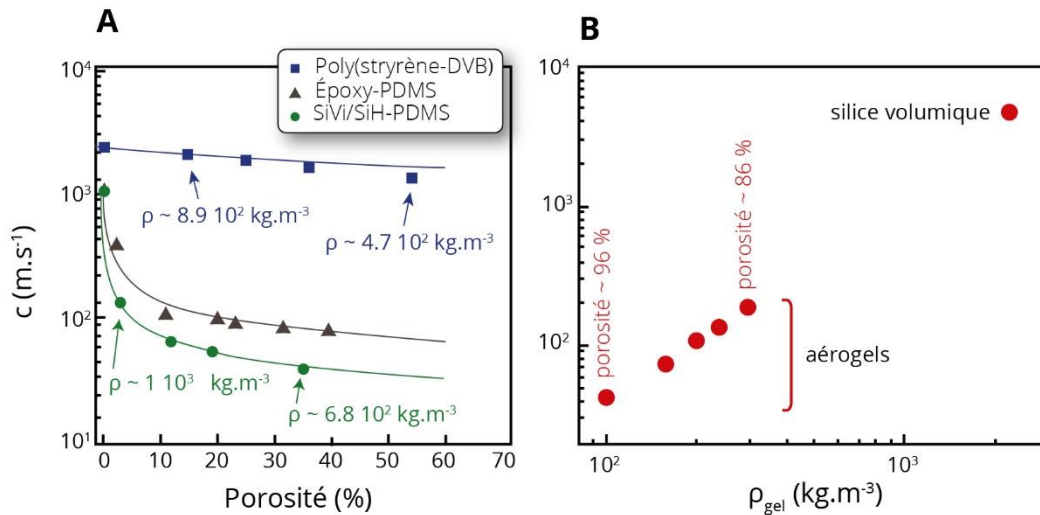 A
B
Poly(stryrène-DVB)
Époxy-PDMS
SiVi/SiH-PDMS
10⁴
10³
10²
10¹
c (m.s⁻¹)
ρ ~ 8.9 10² kg.m⁻³
ρ ~ 4.7 10² kg.m⁻³
ρ ~ 1 10³ kg.m⁻³
ρ ~ 6.8 10² kg.m⁻³
0 10 20 30 40 50 60 70
Porosité (%)
10⁴
10³
10²
silice volumique
porosité ~ 96 %
porosité ~ 86 %
aérogels
10² 10³
ρgel (kg.m⁻³)